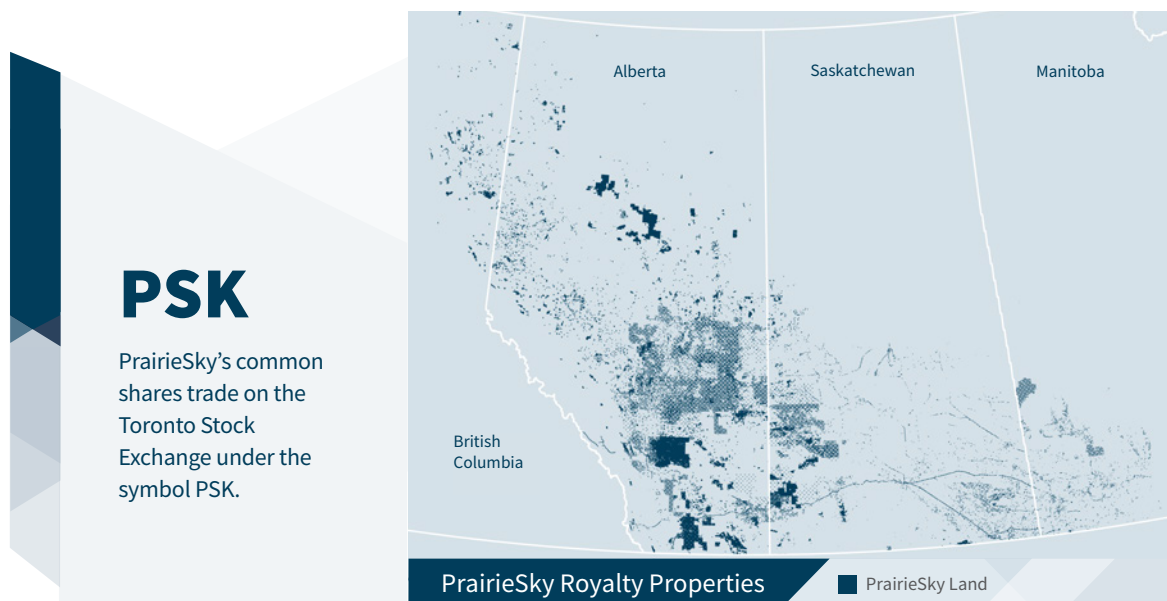 PSK
PrairieSky’s common
shares trade on the
Toronto Stock
Exchange under the
symbol PSK.
Alberta
Saskatchewan
Manitoba
British
Columbia
PrairieSky Royalty Properties
PrairieSky Land